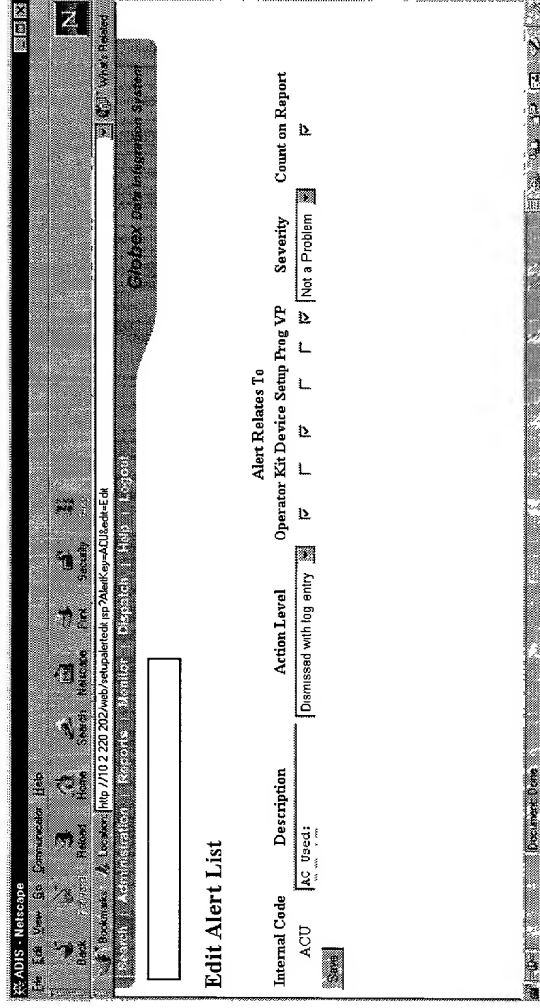 ADIS - Netscape
File Edit View Go Communicator Help
Back Reload Home Search Netscape Print Security
Bookmarks Location: http //10 2 220 202/web/setupalertedit jsp?AlertKey=ACU&edit=Edit What's Related
Search | Administration | Reports | Monitor | Dispatch | Help | Logout
Globex Data Integration System
Edit Alert List
Alert Relates To
Internal Code Description Action Level Operator Kit Device Setup Prog VP Severity Count on Report
ACU AC Used: Dismissed with log entry Not a Problem
Save
Document: Done